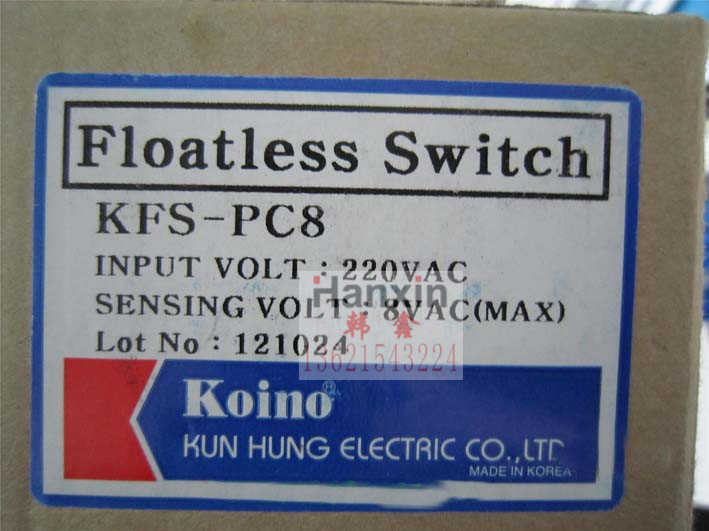 Floatless Switch
KFS-PC8
INPUT VOLT : 220VAC
Hanxin
SENSING VOLT : 8VAC(MAX)
韩鑫
Lot No : 121024
13621543224
Koino®
KUN HUNG ELECTRIC CO.,LTD
MADE IN KOREA